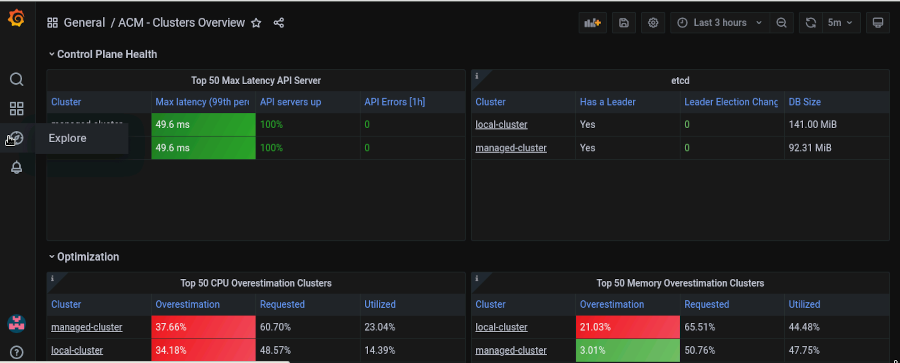 General / ACM - Clusters Overview
Last 3 hours
5m
Control Plane Health
Top 50 Max Latency API Server
Cluster Max latency (99th perc API servers up API Errors [1h]
49.6 ms 100% 0
49.6 ms 100% 0
Explore
etcd
Cluster Has a Leader Leader Election Chang DB Size
local-cluster Yes 0 141.00 MiB
managed-cluster Yes 0 92.31 MiB
Optimization
Top 50 CPU Overestimation Clusters
Cluster Overestimation Requested Utilized
managed-cluster 37.66% 60.70% 23.04%
local-cluster 34.18% 48.57% 14.39%
Top 50 Memory Overestimation Clusters
Cluster Overestimation Requested Utilized
local-cluster 21.03% 65.51% 44.48%
managed-cluster 3.01% 50.76% 47.75%